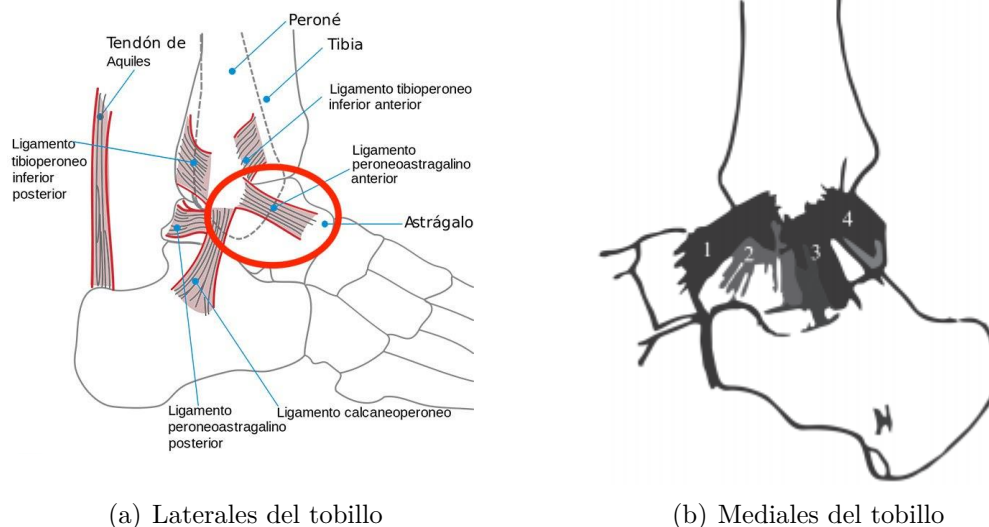 Peroné
Tendón de
Aquiles
Tibia
Ligamento tibioperoneo
inferior anterior
Ligamento
tibioperoneo
inferior
posterior
Ligamento
peroneoastragalino
anterior
Astrágalo
Ligamento
peroneoastragalino
posterior
Ligamento calcaneoperoneo
(a) Laterales del tobillo
1
2
3
4
(b) Mediales del tobillo